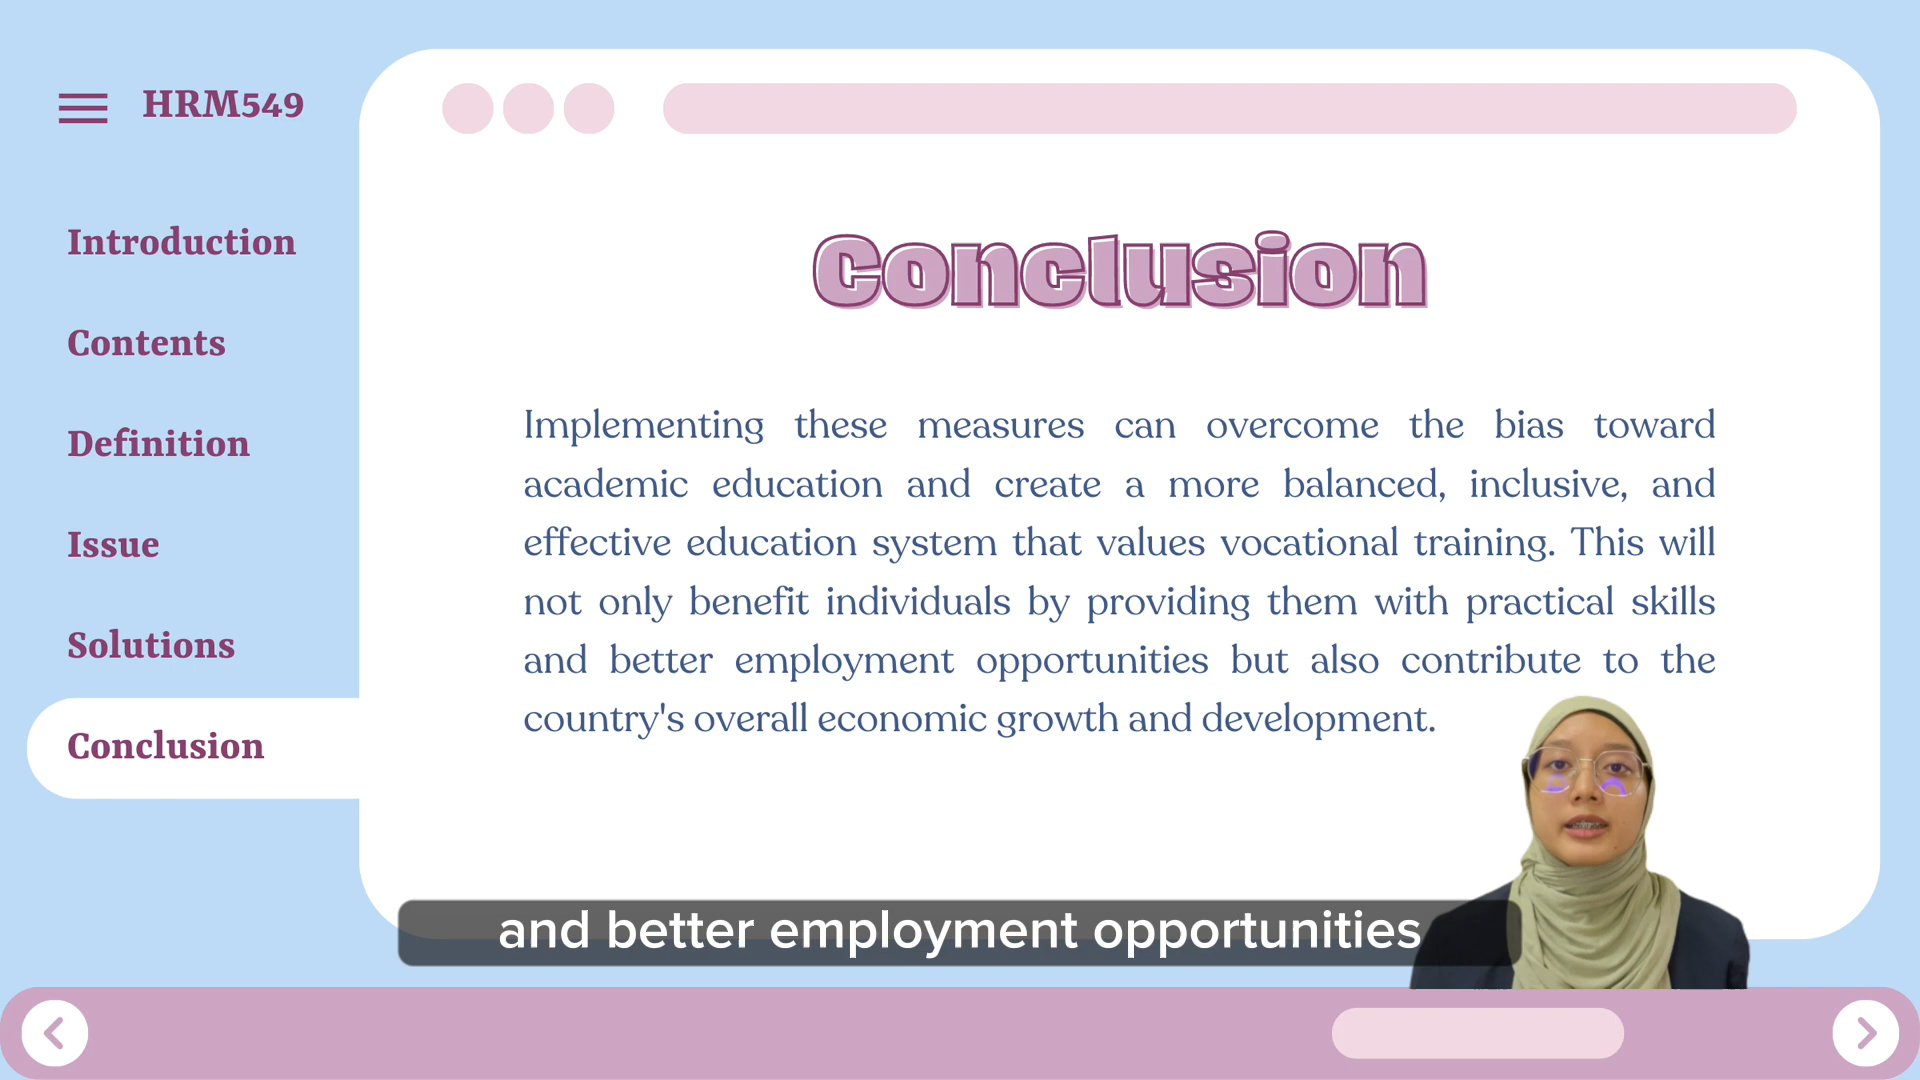 HRM549
Introduction
Contents
Definition
Issue
Solutions
Conclusion
Conclusion
Implementing these measures can overcome the bias toward
academic education and create a more balanced, inclusive, and
effective education system that values vocational training. This will
not only benefit individuals by providing them with practical skills
and better employment opportunities but also contribute to the
country's overall economic growth and development.
and better employment opportunities